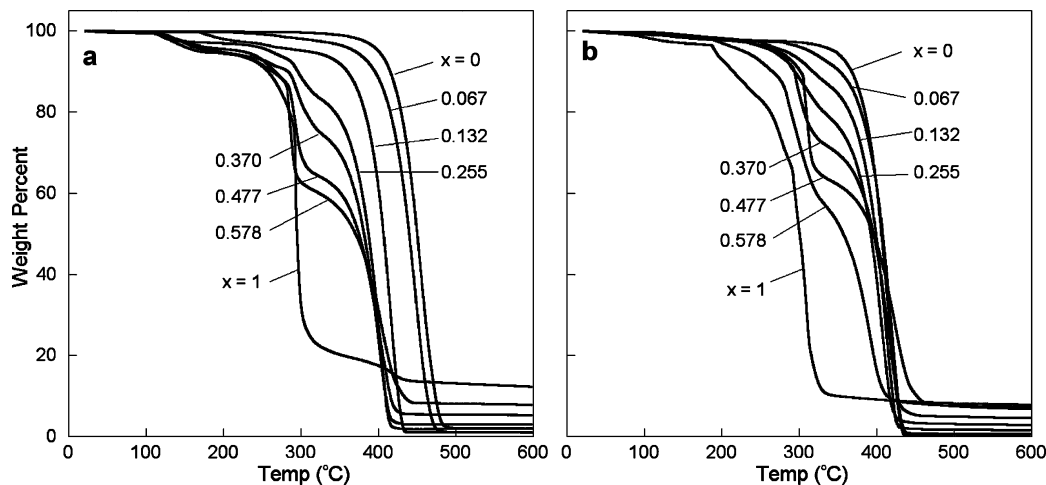 a
b
Weight Percent
100
80
60
40
20
0
x = 0
0.067
0.132
0.255
0.370
0.477
0.578
x = 1
0 100 200 300 400 500 600
Temp (°C)
x = 0
0.067
0.132
0.255
0.370
0.477
0.578
x = 1
0 100 200 300 400 500 600
Temp (°C)